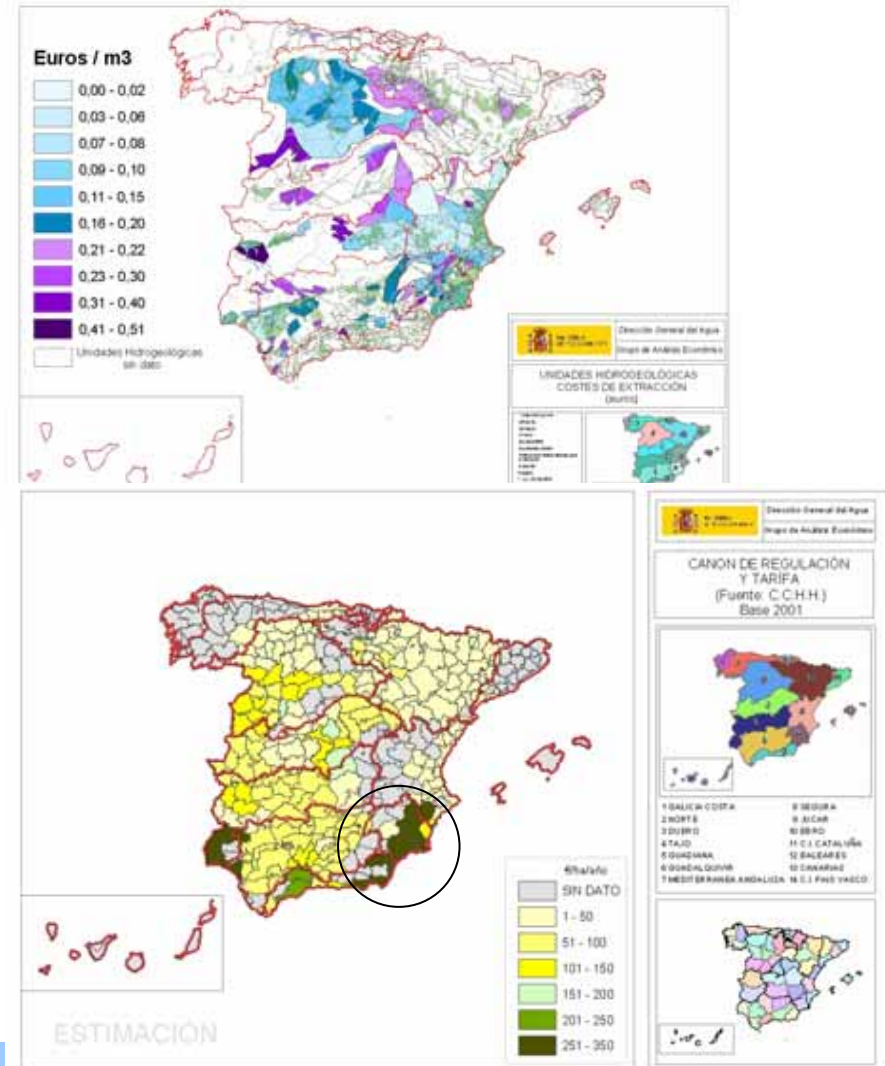 Euros / m3
0,00 - 0,02
0,03 - 0,06
0,07 - 0,08
0,09 - 0,10
0,11 - 0,15
0,16 - 0,20
0,21 - 0,22
0,23 - 0,30
0,31 - 0,40
0,41 - 0,51
Unidades Hidrogeológicas
sin dato
Dirección General del Agua
Grupo de Análisis Económico
UNIDADES HIDROGEOLÓGICAS
COSTES DE EXTRACCIÓN
(euros)
Dirección General del Agua
Grupo de Análisis Económico
CANON DE REGULACIÓN
Y TARIFA
(Fuente: C.C.H.H.)
Base 2001
1 GALICIA COSTA
2 NORTE
3 DUERO
4 TAJO
5 GUADIANA
6 GUADALQUIVIR
7 MEDITERRANEA ANDALUZA
8 SEGURA
9 JUCAR
10 EBRO
11 C.I. CATALUÑA
12 BALEARES
13 CANARIAS
14 C.I. PAIS VASCO
€/ha/año
SIN DATO
1 - 50
51 - 100
101 - 150
151 - 200
201 - 250
251 - 350
ESTIMACIÓN